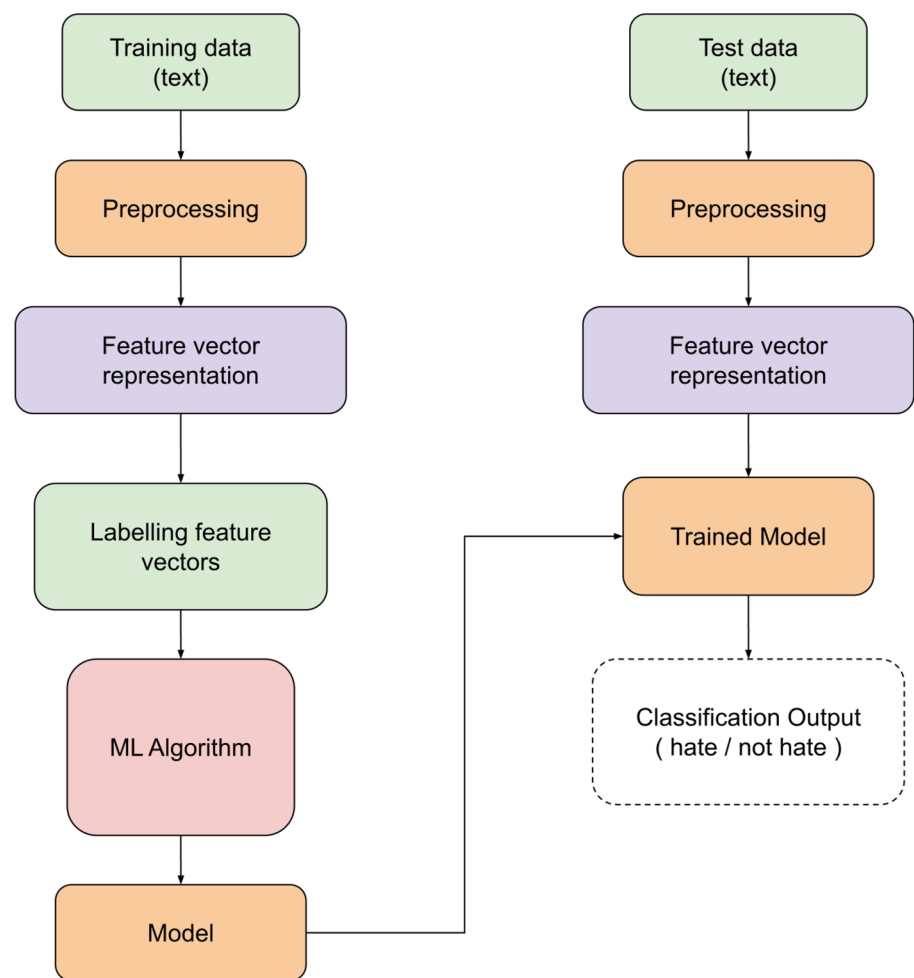 Training data
(text)
Preprocessing
Feature vector
representation
Labelling feature
vectors
ML Algorithm
Model
Test data
(text)
Preprocessing
Feature vector
representation
Trained Model
Classification Output
( hate / not hate )